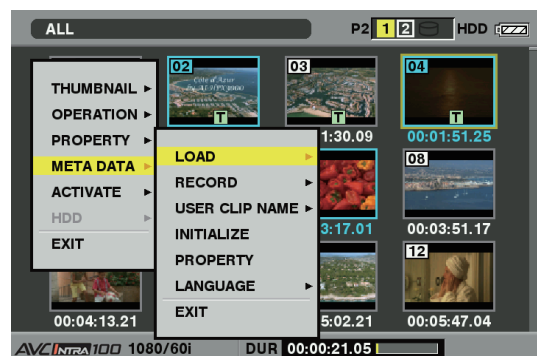 ALL
P2 1 2 HDD
02
Côte d'Azur
03
04
THUMBNAIL
OPERATION
PROPERTY
META DATA
ACTIVATE
HDD
EXIT
T
T
T
1:30.09
00:01:51.25
LOAD
RECORD
USER CLIP NAME
INITIALIZE
PROPERTY
LANGUAGE
EXIT
08
3:17.01
00:03:51.17
12
00:04:13.21
5:02.21
00:05:47.04
AVC INTRA 100 1080/60i
DUR 00:00:21.05